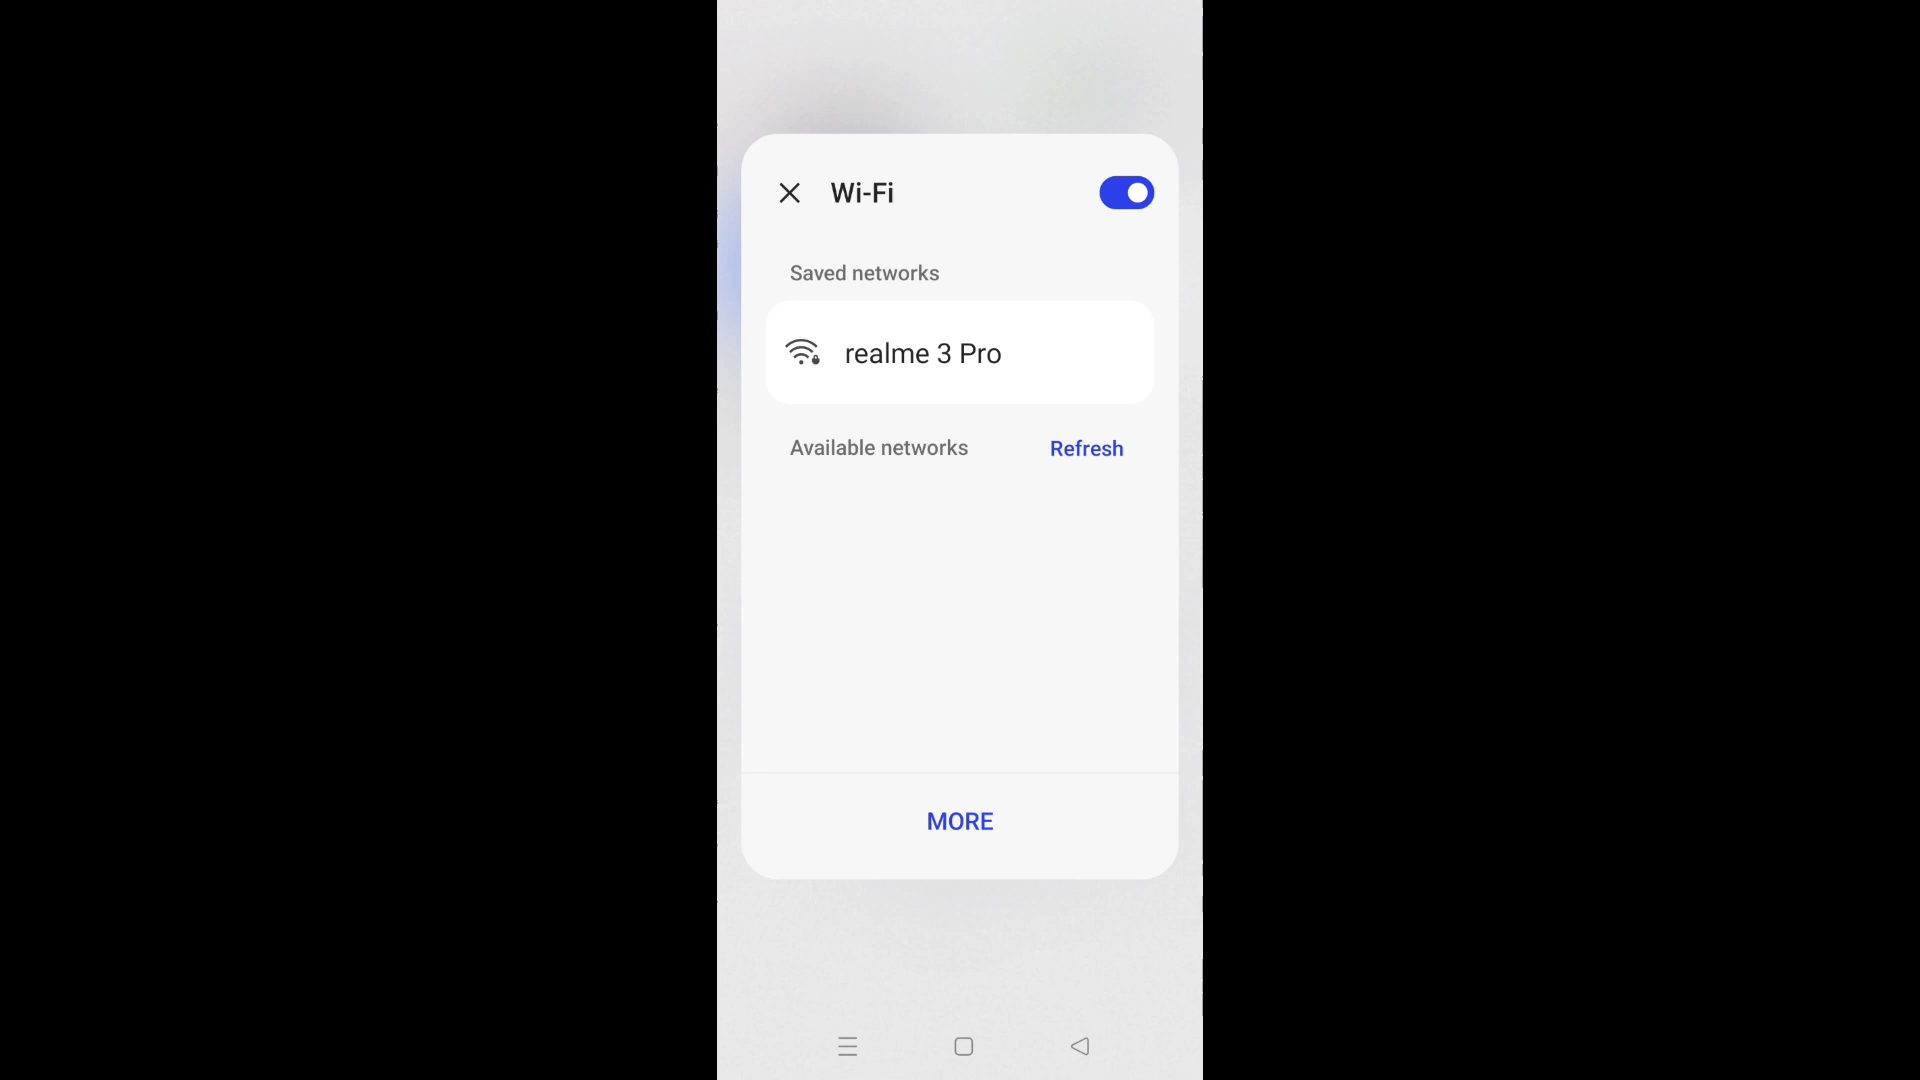 Wi-Fi
Saved networks
realme 3 Pro
Available networks Refresh
MORE